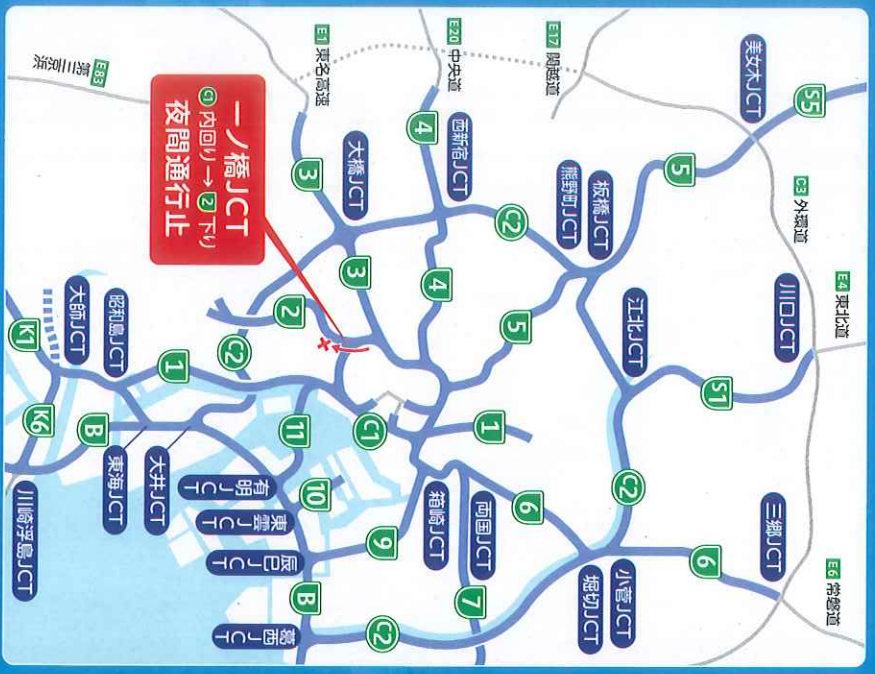 E83 第三京浜
E1 東名高速
E20 中央道
E17 関越道
美女木JCT
S5
C3 外環道
E4 東北道
川口JCT
三郷JCT
E6 常磐道
一ノ橋JCT
C1 内回り→2 下り
夜間通行止
大橋JCT
西新宿JCT
熊野町JCT
板橋JCT
江北JCT
小菅JCT
堀切JCT
両国JCT
箱崎JCT
辰巳JCT
東雲JCT
有明JCT
葛西JCT
大井JCT
東海JCT
昭和島JCT
大師JCT
川崎浮島JCT
3
4
5
C2
3
4
5
2
C2
1
C1
1
S1
C2
6
6
7
9
10
11
B
B
C2
K1
K6